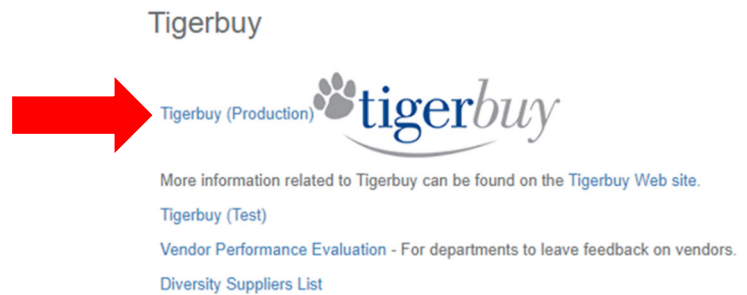 Tigerbuy
Tigerbuy (Production) tigerbuy
More information related to Tigerbuy can be found on the Tigerbuy Web site.
Tigerbuy (Test)
Vendor Performance Evaluation - For departments to leave feedback on vendors.
Diversity Suppliers List